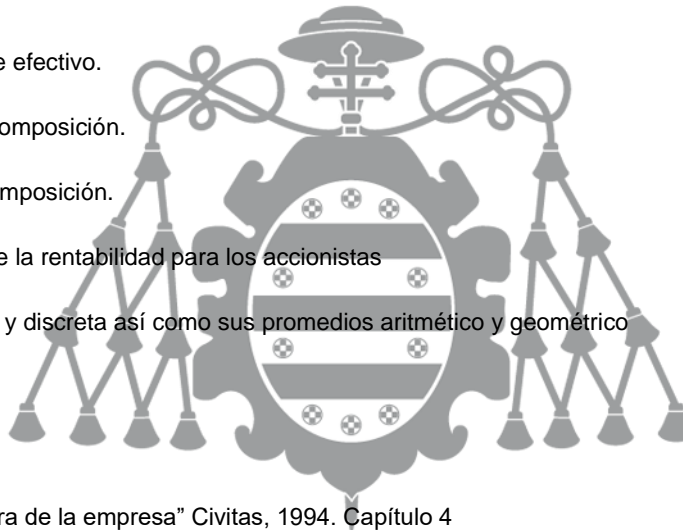 e efectivo.
omposición.
mposición.
e la rentabilidad para los accionistas
y discreta así como sus promedios aritmético y geométrico
ra de la empresa” Civitas, 1994. Capítulo 4